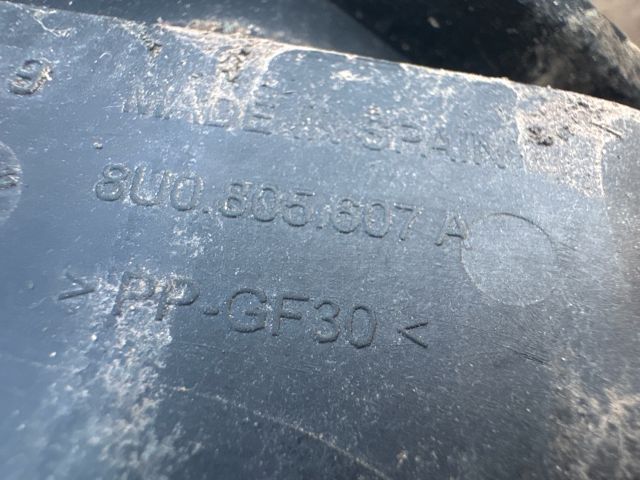 MADE IN SPAIN
8U0.805.607 A
> PP-GF30 <